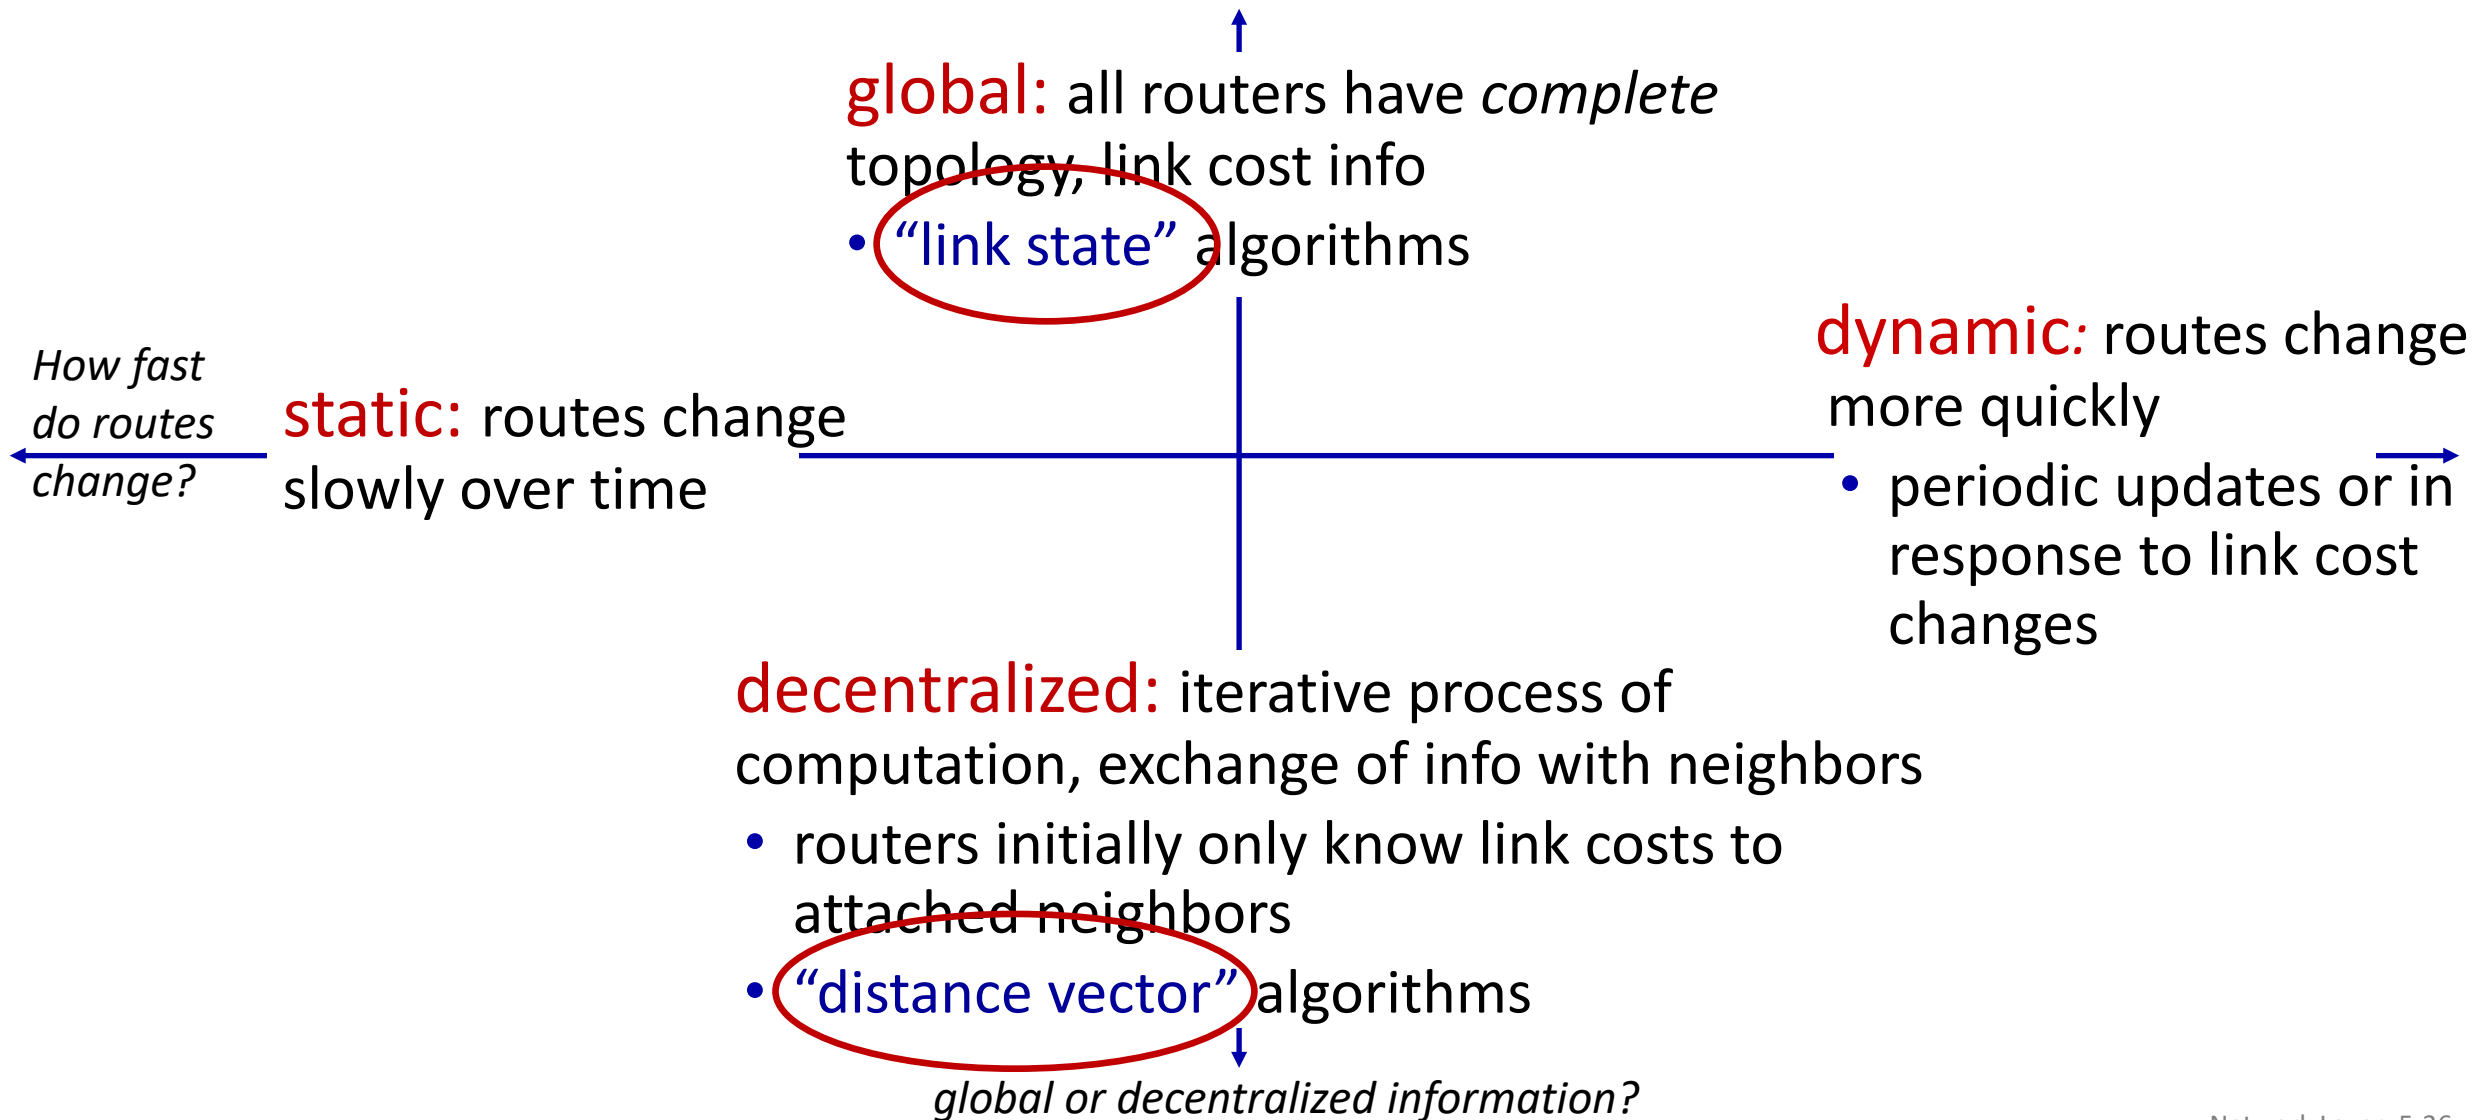 global: all routers have complete
topology, link cost info
• “link state” algorithms
How fast
do routes
change?
static: routes change
slowly over time
dynamic: routes change
more quickly
• periodic updates or in
response to link cost
changes
decentralized: iterative process of
computation, exchange of info with neighbors
• routers initially only know link costs to
attached neighbors
• “distance vector” algorithms
global or decentralized information?